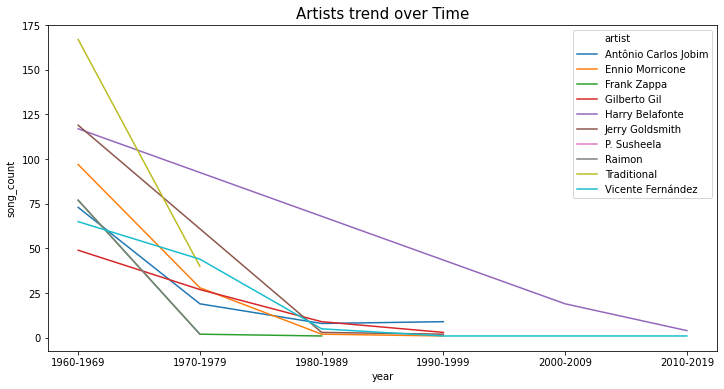 Artists trend over Time
song_count
175
150
125
100
75
50
25
0
1960-1969
1970-1979
1980-1989
1990-1999
2000-2009
2010-2019
year
artist
Antônio Carlos Jobim
Ennio Morricone
Frank Zappa
Gilberto Gil
Harry Belafonte
Jerry Goldsmith
P. Susheela
Raimon
Traditional
Vicente Fernández